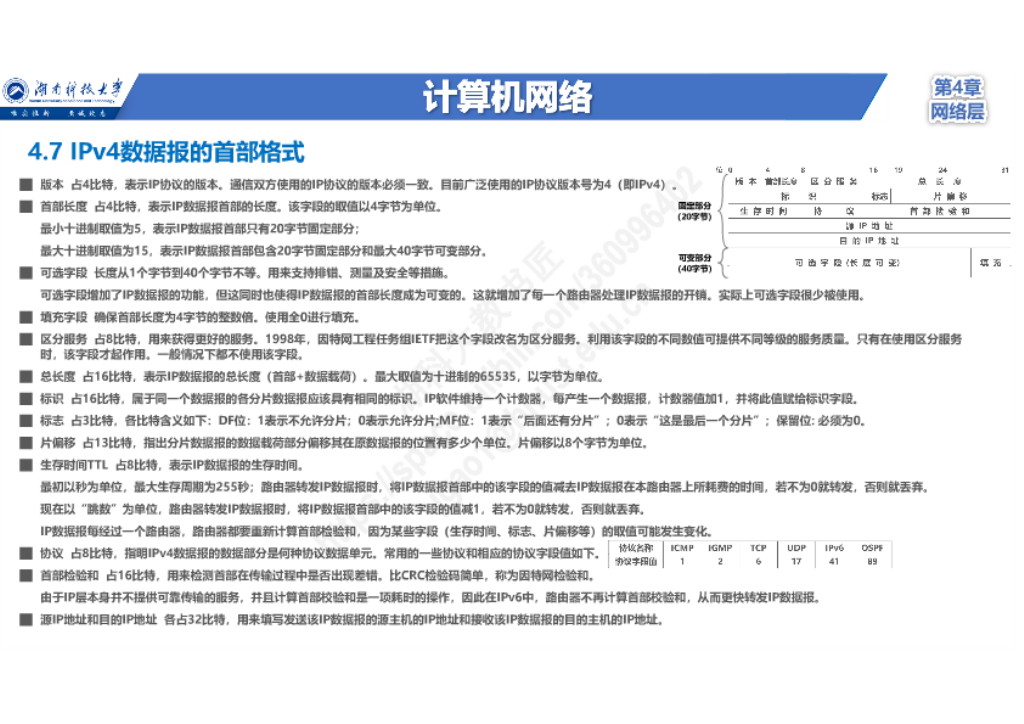 湖南科技大学
计算机网络
第4章
网络层
4.7 IPv4数据报的首部格式
版本 占4比特，表示IP协议的版本。通信双方使用的IP协议的版本必须一致。目前广泛使用的IP协议版本号为4（即IPv4）。
首部长度 占4比特，表示IP数据报首部的长度。该字段的取值以4字节为单位。
最小十进制取值为5，表示IP数据报首部只有20字节固定部分；
最大十进制取值为15，表示IP数据报首部包含20字节固定部分和最大40字节可变部分。
位 0 4 8 16 19 24 31
固定部分
(20字节)
版本 首部长度 区分服务 总长度
标识 标志 片偏移
生存时间 协议 首部检验和
源IP地址
目的IP地址
可变部分
(40字节)
可选字段(长度可变) 填充
可选字段 长度从1个字节到40个字节不等。用来支持排错、测量及安全等措施。
可选字段增加了IP数据报的功能，但这同时也使得IP数据报的首部长度成为可变的。这就增加了每一个路由器处理IP数据报的开销。实际上可选字段很少被使用。
填充字段 确保首部长度为4字节的整数倍。使用全0进行填充。
区分服务 占8比特，用来获得更好的服务。1998年，因特网工程任务组IETF把这个字段改名为区分服务。利用该字段的不同数值可提供不同等级的服务质量。只有在使用区分服务
时，该字段才起作用。一般情况下都不使用该字段。
总长度 占16比特，表示IP数据报的总长度（首部+数据载荷）。最大取值为十进制的65535，以字节为单位。
标识 占16比特，属于同一个数据报的各分片数据报应该具有相同的标识。IP软件维持一个计数器，每产生一个数据报，计数器值加1，并将此值赋给标识字段。
标志 占3比特，各比特含义如下：DF位：1表示不允许分片；0表示允许分片;MF位：1表示“后面还有分片”；0表示“这是最后一个分片”；保留位: 必须为0。
片偏移 占13比特，指出分片数据报的数据载荷部分偏移其在原数据报的位置有多少个单位。片偏移以8个字节为单位。
生存时间TTL 占8比特，表示IP数据报的生存时间。
最初以秒为单位，最大生存周期为255秒；路由器转发IP数据报时，将IP数据报首部中的该字段的值减去IP数据报在本路由器上所耗费的时间，若不为0就转发，否则就丢弃。
现在以“跳数”为单位，路由器转发IP数据报时，将IP数据报首部中的该字段的值减1，若不为0就转发，否则就丢弃。
IP数据报每经过一个路由器，路由器都要重新计算首部检验和，因为某些字段（生存时间、标志、片偏移等）的取值可能发生变化。
协议 占8比特，指明IPv4数据报的数据部分是何种协议数据单元。常用的一些协议和相应的协议字段值如下。
协议名称 ICMP IGMP TCP UDP IPv6 OSPF
协议字段值 1 2 6 17 41 89
首部检验和 占16比特，用来检测首部在传输过程中是否出现差错。比CRC检验码简单，称为因特网检验和。
由于IP层本身并不提供可靠传输的服务，并且计算首部校验和是一项耗时的操作，因此在IPv6中，路由器不再计算首部校验和，从而更快转发IP数据报。
源IP地址和目的IP地址 各占32比特，用来填写发送该IP数据报的源主机的IP地址和接收该IP数据报的目的主机的IP地址。